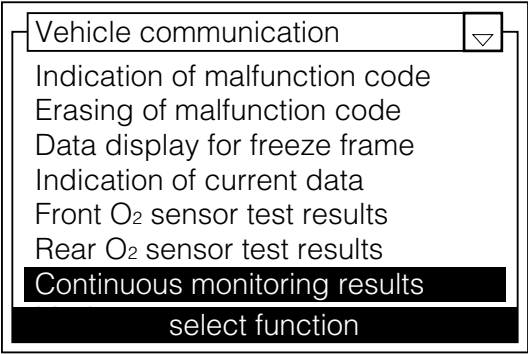 Vehicle communication
Indication of malfunction code
Erasing of malfunction code
Data display for freeze frame
Indication of current data
Front O₂ sensor test results
Rear O₂ sensor test results
Continuous monitoring results
select function